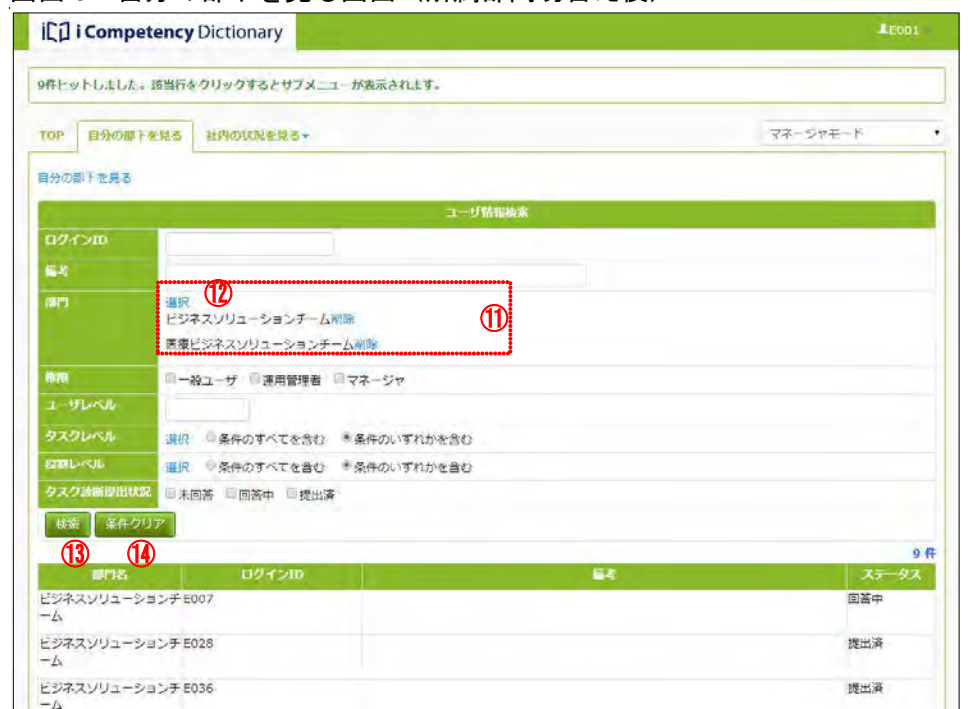 iCD i Competency Dictionary
E001
9件ヒットしました。該当行をクリックするとサブメニューが表示されます。
TOP 自分の部下を見る 社内の状況を見る マネージャモード
自分の部下を見る
ユーザ情報検索
ログインID
備考
部門 選択 ⑫
ビジネスソリューションチーム削除 ⑪
医療ビジネスソリューションチーム削除
権限 一般ユーザ 運用管理者 マネージャ
ユーザレベル
タスクレベル 選択 条件のすべてを含む 条件のいずれかを含む
役割レベル 選択 条件のすべてを含む 条件のいずれかを含む
タスク診断提出状況 未回答 回答中 提出済
検索 条件クリア
⑬ ⑭
9 件
部門名 ログインID 備考 ステータス
ビジネスソリューションチ E007 回答中
ーム
ビジネスソリューションチ E028 提出済
ーム
ビジネスソリューションチ E036 提出済
ーム